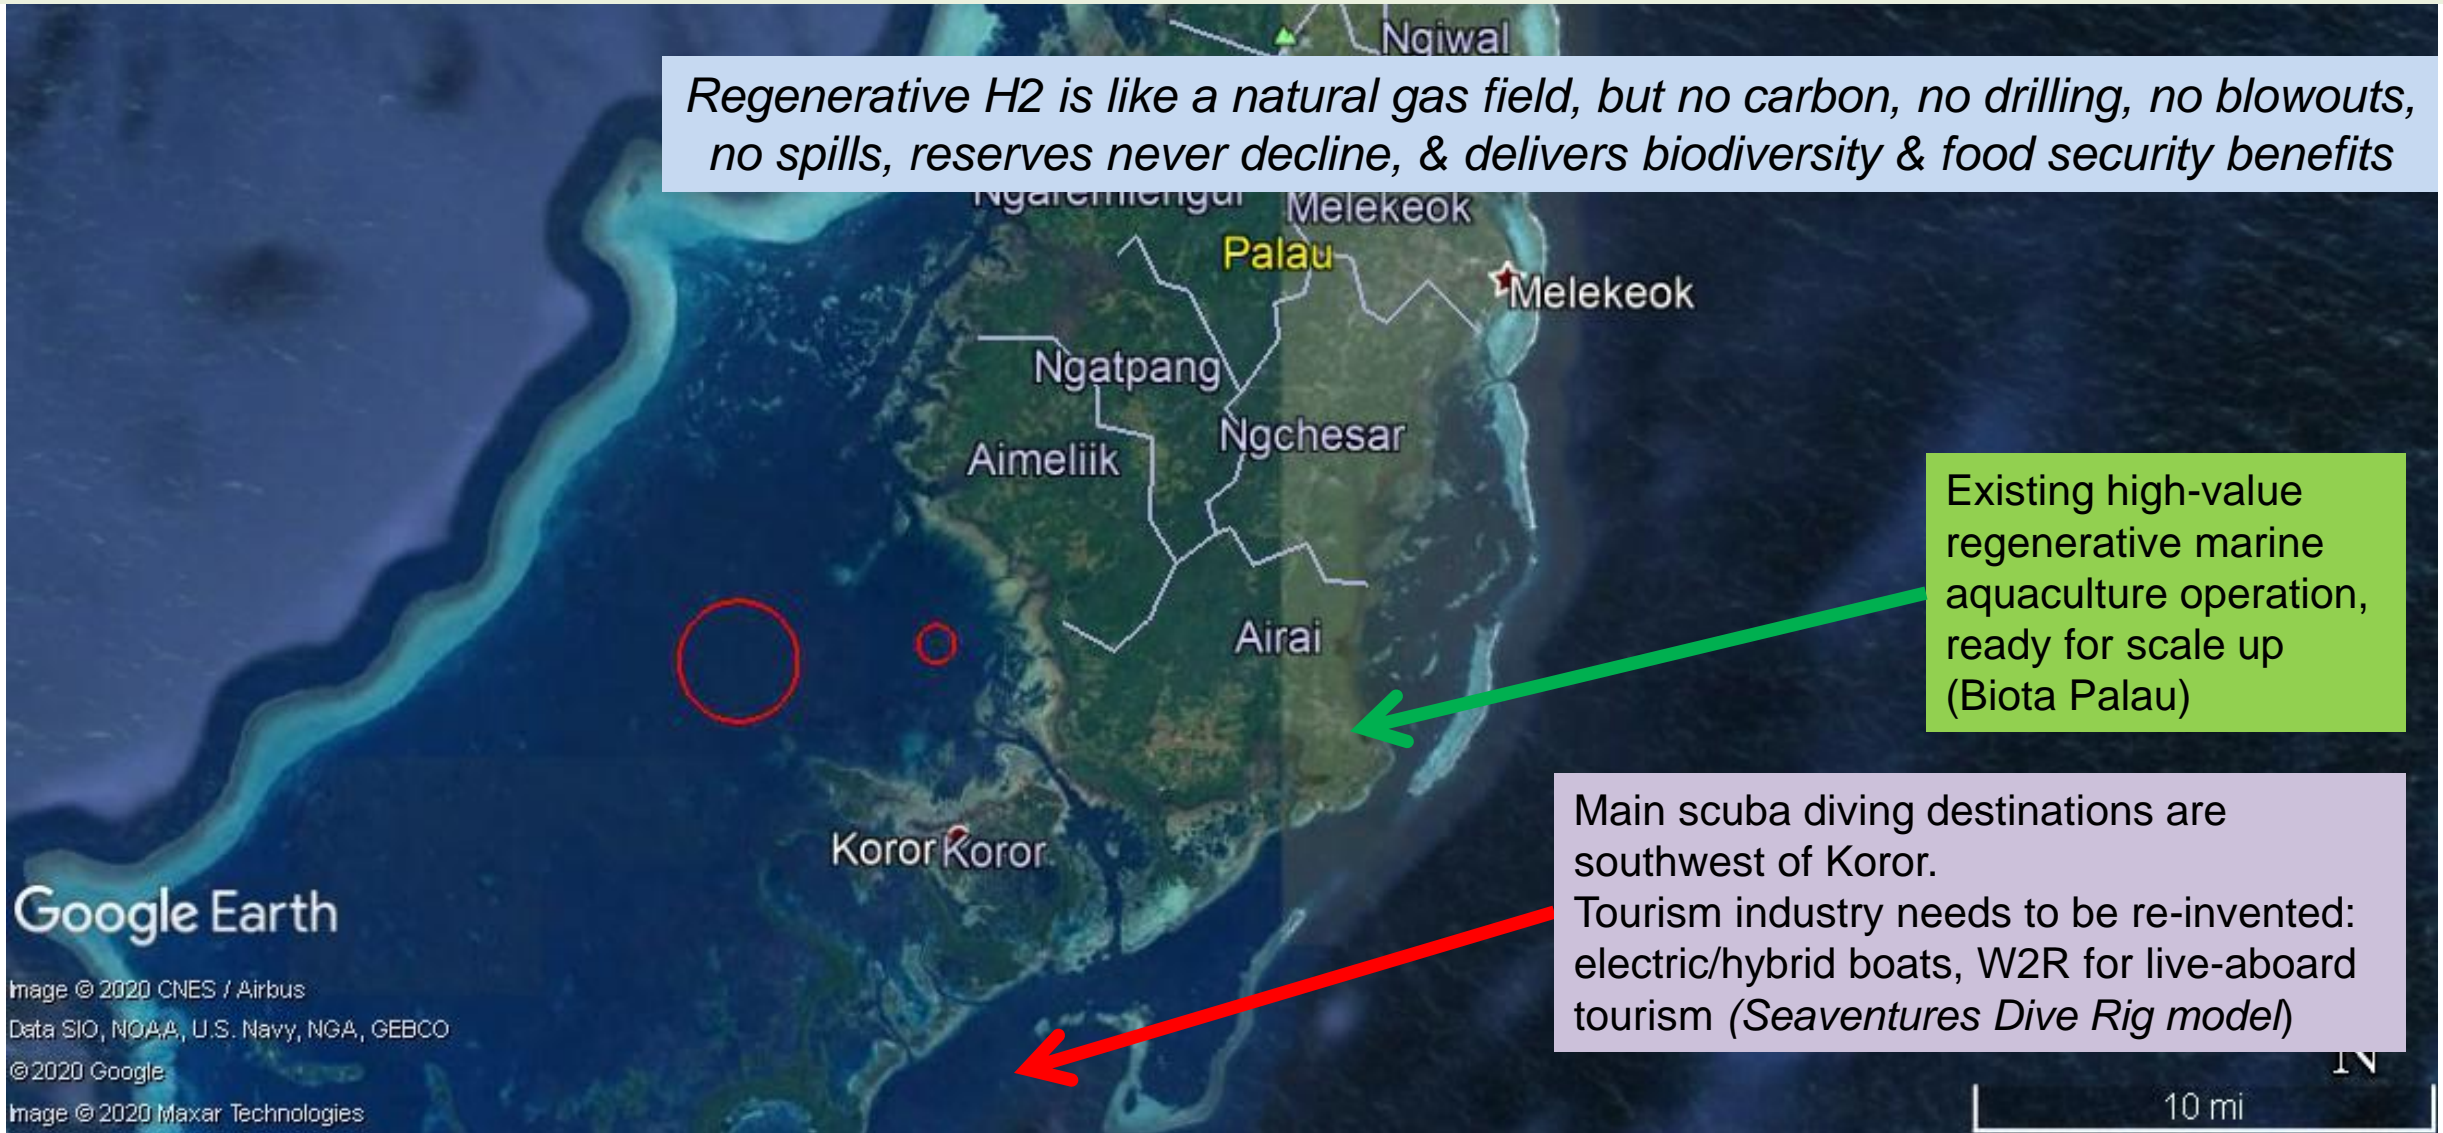 Ngiwal
Regenerative H2 is like a natural gas field, but no carbon, no drilling, no blowouts,
no spills, reserves never decline, & delivers biodiversity & food security benefits
Melekeok
Palau
Melekeok
Ngatpang
Ngchesar
Aimeliik
Existing high-value
regenerative marine
aquaculture operation,
ready for scale up
(Biota Palau)
Airai
Main scuba diving destinations are
southwest of Koror.
Tourism industry needs to be re-invented:
electric/hybrid boats, W2R for live-aboard
tourism (Seaventures Dive Rig model)
Koror Koror
Google Earth
Image © 2020 CNES / Airbus
Data SIO, NOAA, U.S. Navy, NGA, GEBCO
© 2020 Google
Image © 2020 Maxar Technologies
N
10 mi